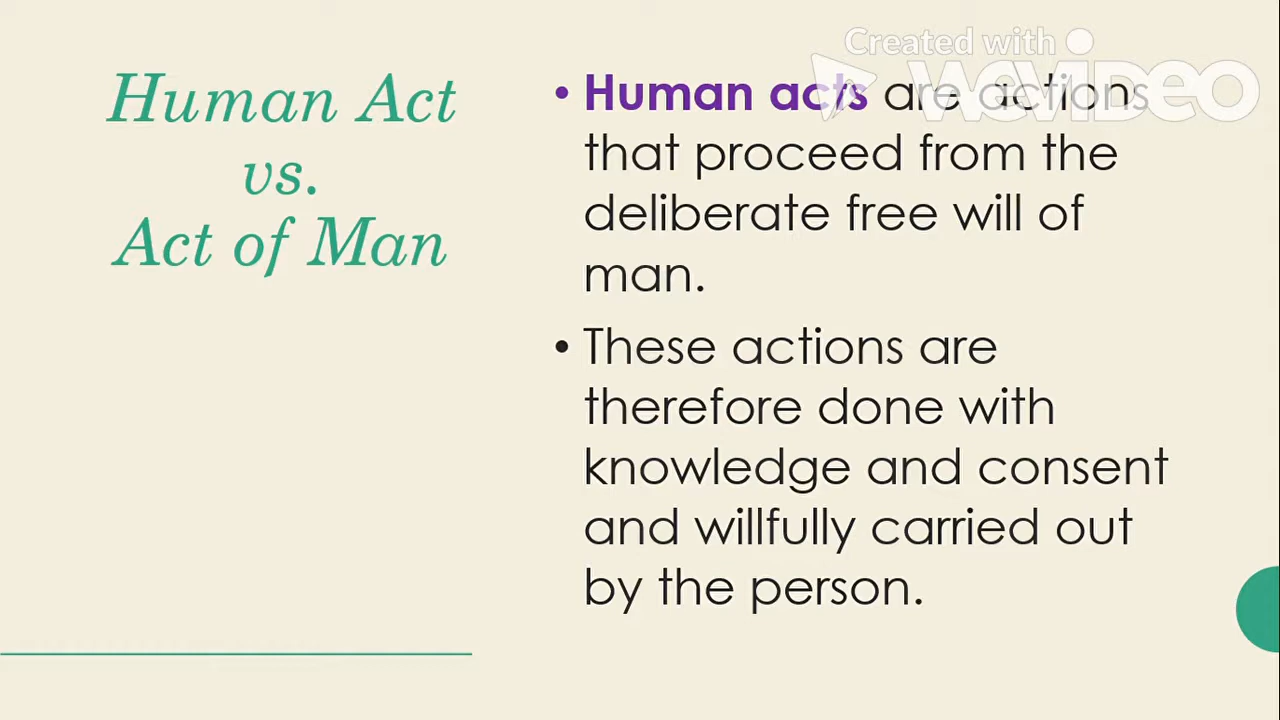 Human Act
vs.
Act of Man
Created with
WeVideo
• Human acts are actions
that proceed from the
deliberate free will of
man.
• These actions are
therefore done with
knowledge and consent
and willfully carried out
by the person.